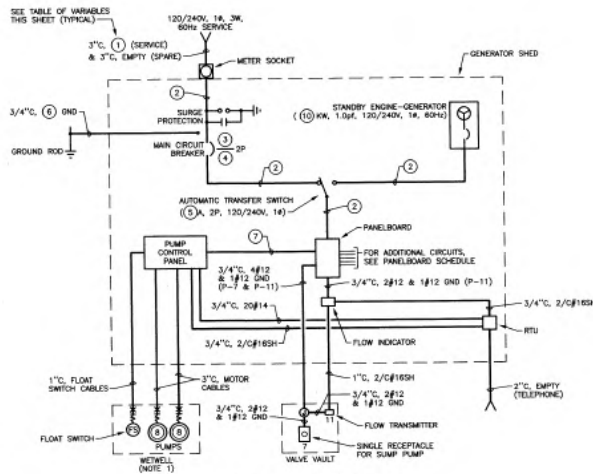 SEE TABLE OF VARIABLES
THIS SHEET (TYPICAL)
120/240V, 1ø, 3W,
60Hz SERVICE
3"C, 1 (SERVICE)
& 3"C, EMPTY (SPARE)
METER SOCKET
GENERATOR SHED
2
3/4"C, 6 GND
SURGE
PROTECTION
STANDBY ENGINE-GENERATOR
(10 KW, 1.0pf, 120/240V, 1ø, 60Hz)
GROUND ROD
MAIN CIRCUIT
BREAKER
3
4
2P
2
2
AUTOMATIC TRANSFER SWITCH
(5 A, 2P, 120/240V, 1ø)
2
PANELBOARD
7
PUMP
CONTROL
PANEL
FOR ADDITIONAL CIRCUITS,
SEE PANELBOARD SCHEDULE
3/4"C, 4#12
& 1#12 GND
(P-7 & P-11)
3/4"C, 2#12 & 1#12 GND (P-11)
3/4"C, 20#14
3/4"C, 2/C#16SH
3/4"C, 2/C#16SH
FLOW INDICATOR
RTU
1"C, FLOAT
SWITCH CABLES
3"C, MOTOR
CABLES
1"C, 2/C#16SH
2"C, EMPTY
(TELEPHONE)
3/4"C, 2#12
& 1#12 GND
3/4"C, 2#12
& 1#12 GND
FLOAT SWITCH
FS
8
8
PUMPS
11
FLOW TRANSMITTER
7
SINGLE RECEPTACLE
FOR SUMP PUMP
WETWELL
(NOTE 1)
VALVE VAULT